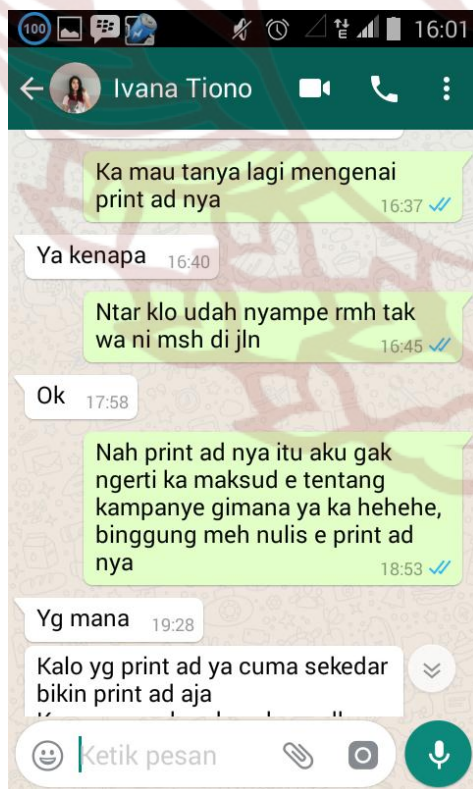 100
16:01
Ivana Tiono
Ka mau tanya lagi mengenai
print ad nya
16:37
Ya kenapa 16:40
Ntar klo udah nyampe rmh tak
wa ni msh di jln
16:45
Ok 17:58
Nah print ad nya itu aku gak
ngerti ka maksud e tentang
kampanye gimana ya ka hehehe,
binggung meh nulis e print ad
nya
18:53
Yg mana 19:28
Kalo yg print ad ya cuma sekedar
bikin print ad aja
Ketik pesan